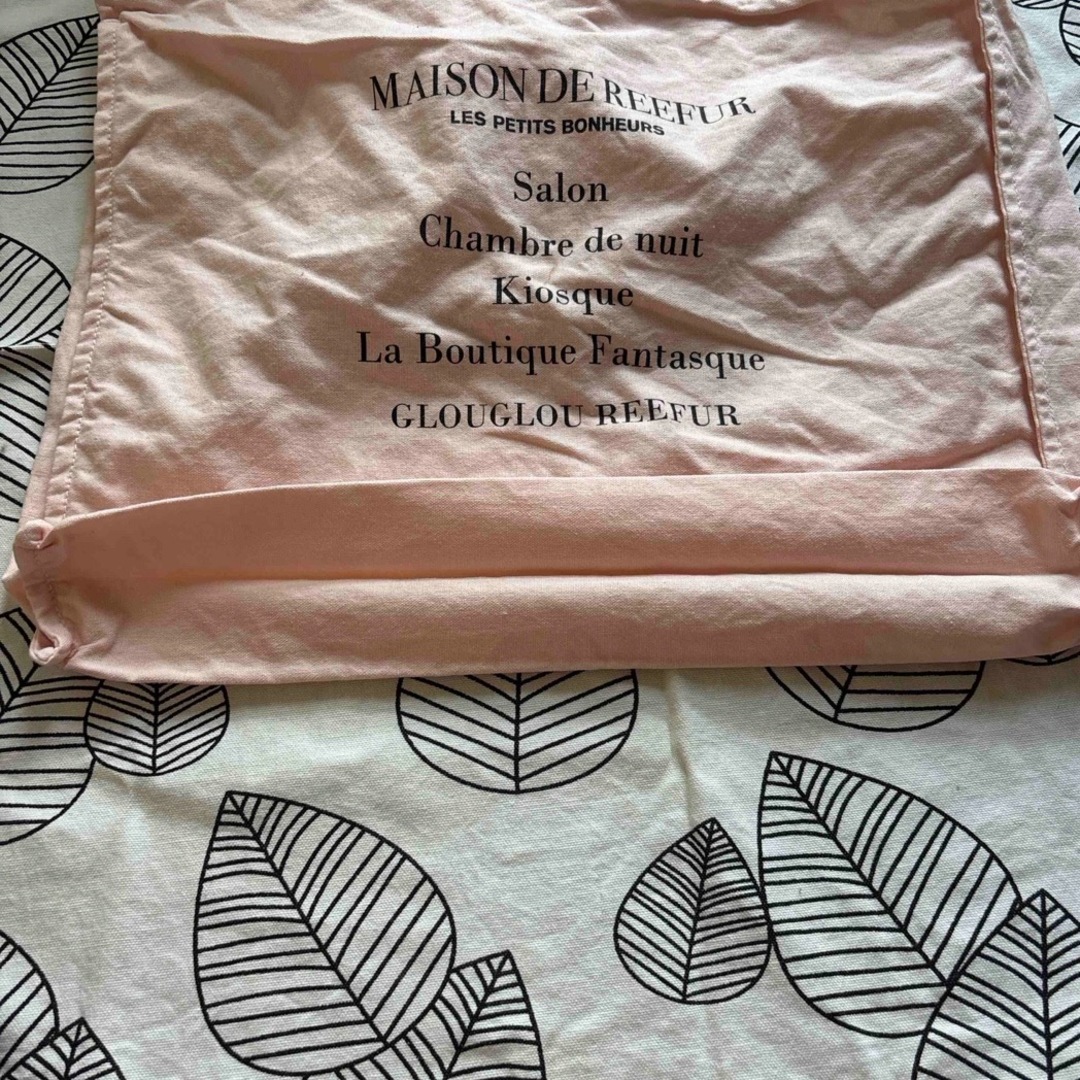 MAISON DE REEFUR
LES PETITS BONHEURS
Salon
Chambre de nuit
Kiosque
La Boutique Fantasque
GLOUGLOU REEFUR